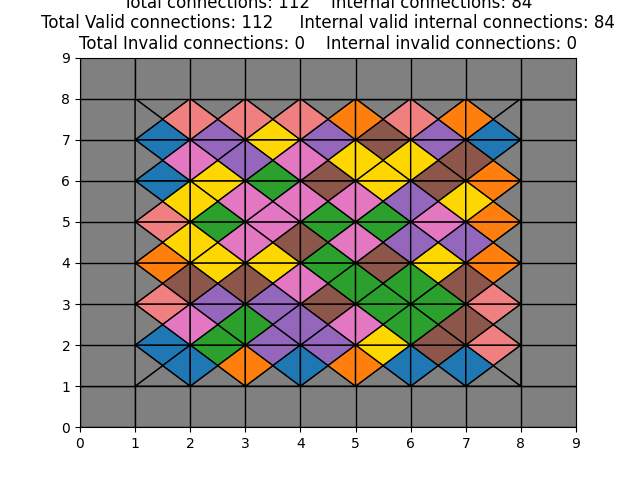 Total connections: 112    Internal connections: 84
Total Valid connections: 112    Internal valid internal connections: 84
Total Invalid connections: 0    Internal invalid connections: 0
9
8
7
6
5
4
3
2
1
0
0 1 2 3 4 5 6 7 8 9